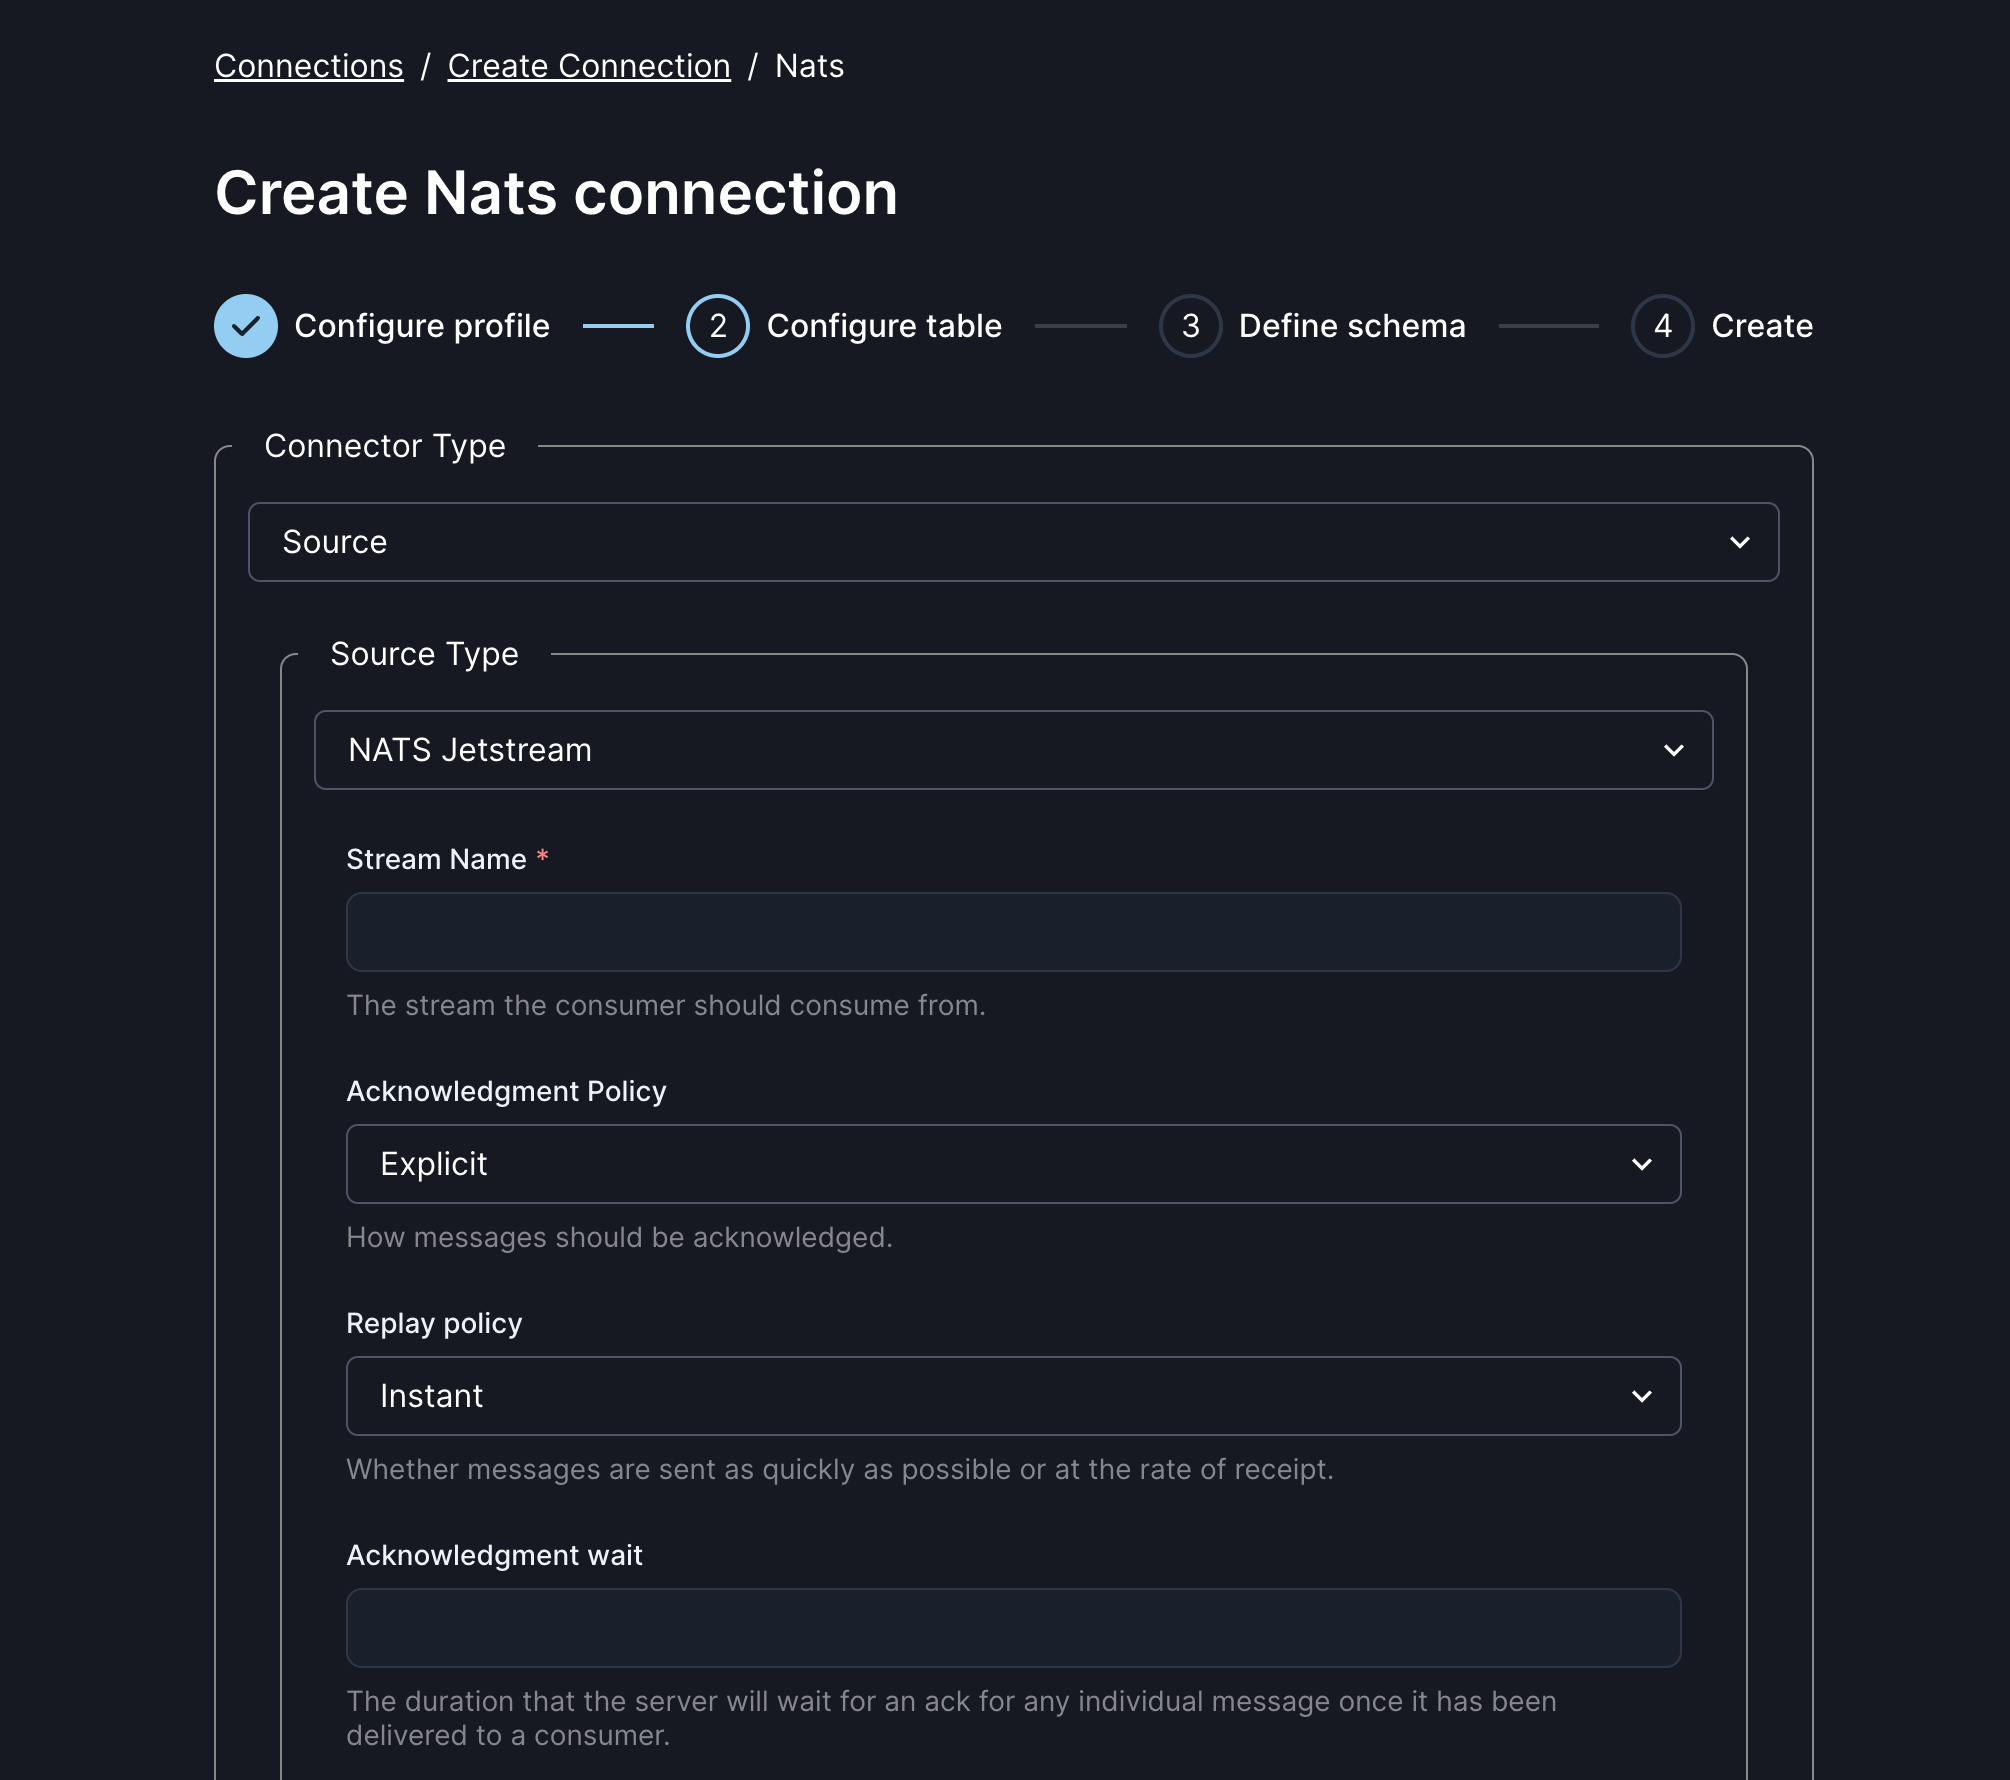 Connections / Create Connection / Nats
Create Nats connection
Configure profile 2 Configure table 3 Define schema 4 Create
Connector Type
Source
Source Type
NATS Jetstream
Stream Name *
The stream the consumer should consume from.
Acknowledgment Policy
Explicit
How messages should be acknowledged.
Replay policy
Instant
Whether messages are sent as quickly as possible or at the rate of receipt.
Acknowledgment wait
The duration that the server will wait for an ack for any individual message once it has been
delivered to a consumer.